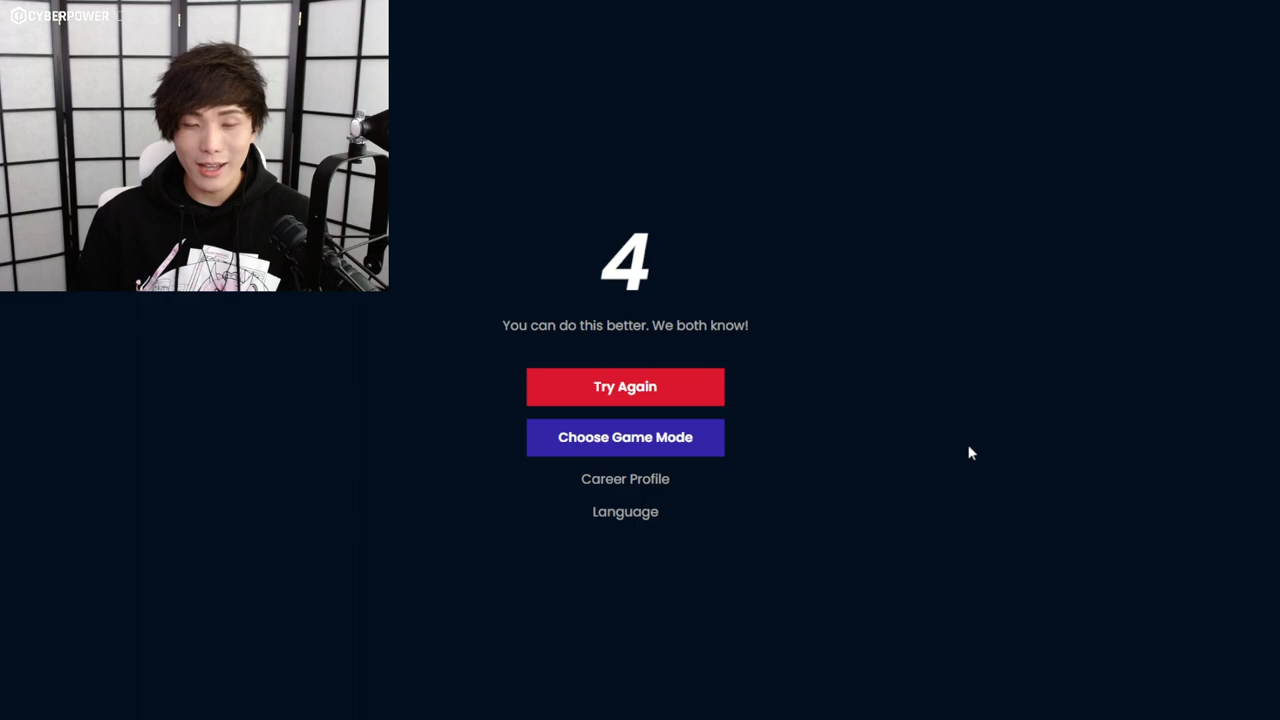 CYBERPOWER
4
You can do this better. We both know!
Try Again
Choose Game Mode
Career Profile
Language